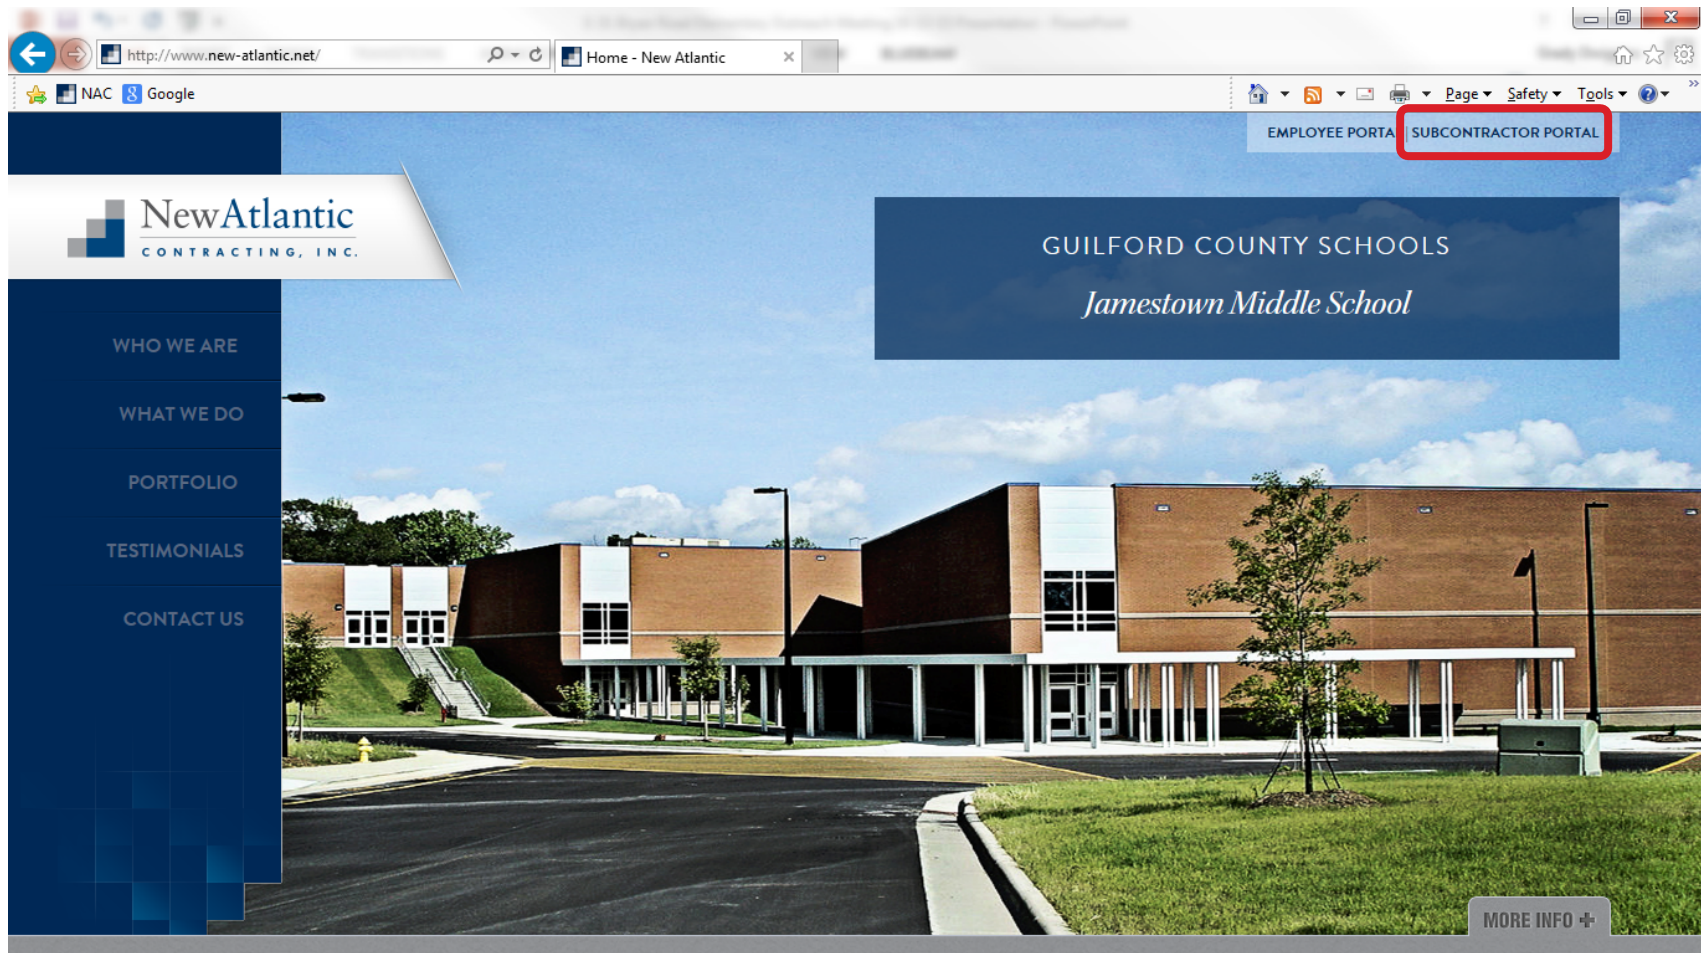 http://www.new-atlantic.net/
Home - New Atlantic
NAC
Google
Page
Safety
Tools
EMPLOYEE PORTA
SUBCONTRACTOR PORTAL
NewAtlantic
CONTRACTING, INC.
GUILFORD COUNTY SCHOOLS
Jamestown Middle School
WHO WE ARE
WHAT WE DO
PORTFOLIO
TESTIMONIALS
CONTACT US
MORE INFO